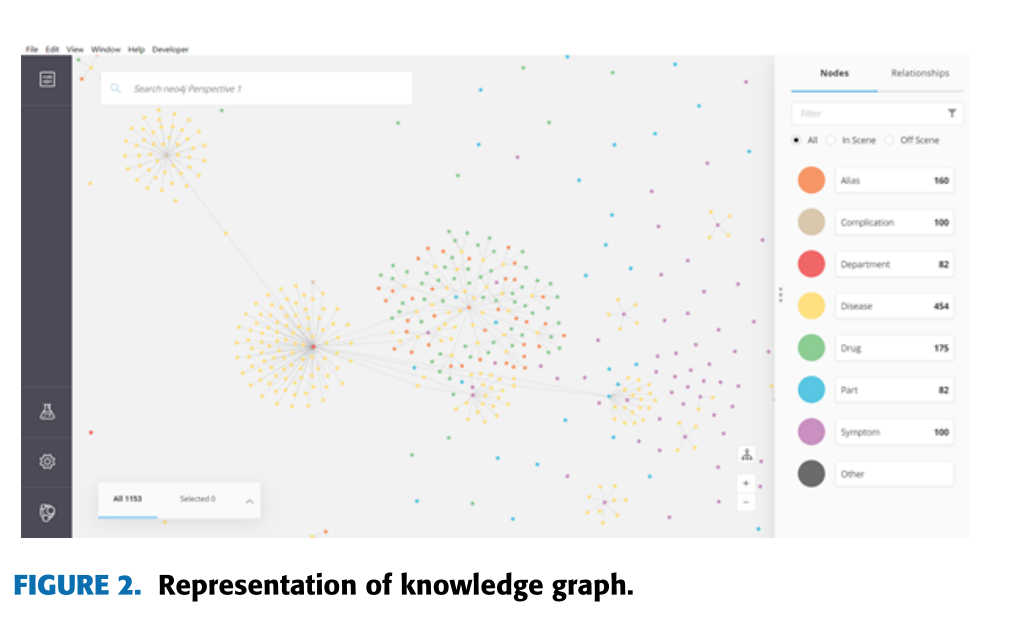 File Edit View Window Help Developer
Search neo4j Perspective 1
Nodes Relationships
Filter
All In Scene Off Scene
Alias 160
Complication 100
Department 82
Disease 454
Drug 175
Part 82
Symptom 100
Other
All 1153 Selected 0
+
−
FIGURE 2. Representation of knowledge graph.